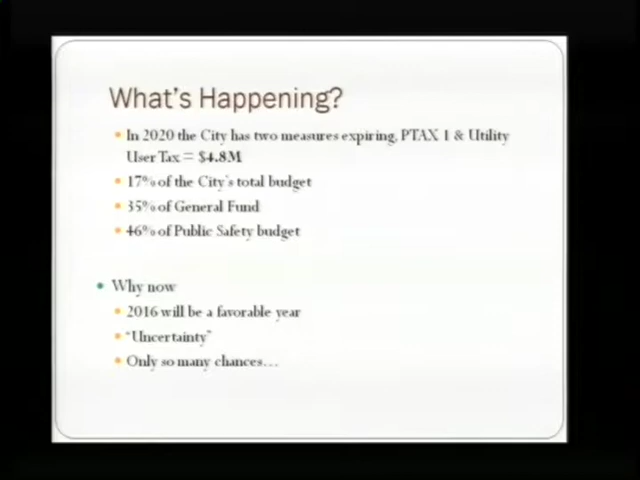 What's Happening?
In 2020 the City has two measures expiring, PTAX 1 & Utility
User Tax = $4.8M
17% of the City's total budget
35% of General Fund
46% of Public Safety budget
Why now
2016 will be a favorable year
"Uncertainty"
Only so many chances…